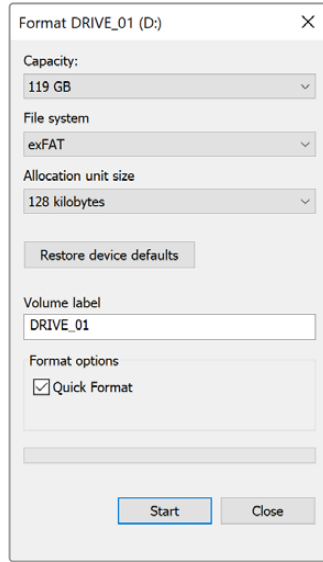 Format DRIVE_01 (D:)
Capacity:
119 GB
File system
exFAT
Allocation unit size
128 kilobytes
Restore device defaults
Volume label
DRIVE_01
Format options
Quick Format
Start Close